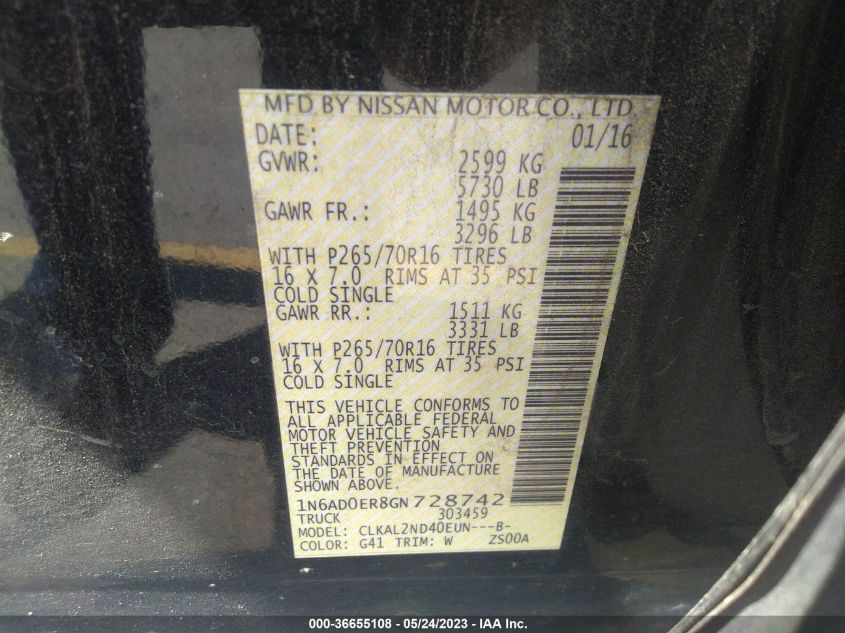 MFD BY NISSAN MOTOR CO., LTD.
DATE: 01/16
GVWR: 2599 KG
5730 LB
GAWR FR.: 1495 KG
3296 LB
WITH P265/70R16 TIRES
16 X 7.0 RIMS AT 35 PSI
COLD SINGLE
GAWR RR.: 1511 KG
3331 LB
WITH P265/70R16 TIRES
16 X 7.0 RIMS AT 35 PSI
COLD SINGLE
THIS VEHICLE CONFORMS TO
ALL APPLICABLE FEDERAL
MOTOR VEHICLE SAFETY AND
THEFT PREVENTION
STANDARDS IN EFFECT ON
THE DATE OF MANUFACTURE
SHOWN ABOVE.
1N6AD0ER8GN728742
TRUCK 303459
MODEL: CLKAL2ND40EUN---B-
COLOR: G41 TRIM: W ZS00A
000-36655108 - 05/24/2023 - IAA Inc.